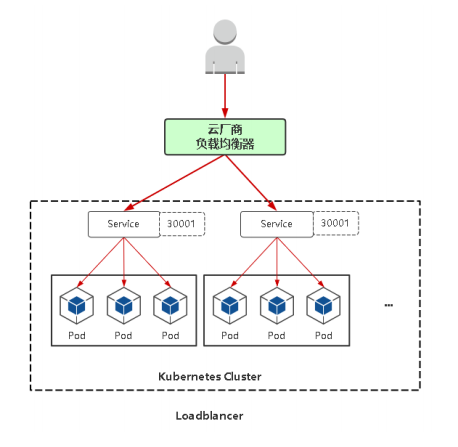 云厂商
负载均衡器
Service 30001 Service 30001
Pod Pod Pod Pod Pod Pod
...
Kubernetes Cluster
Loadblancer